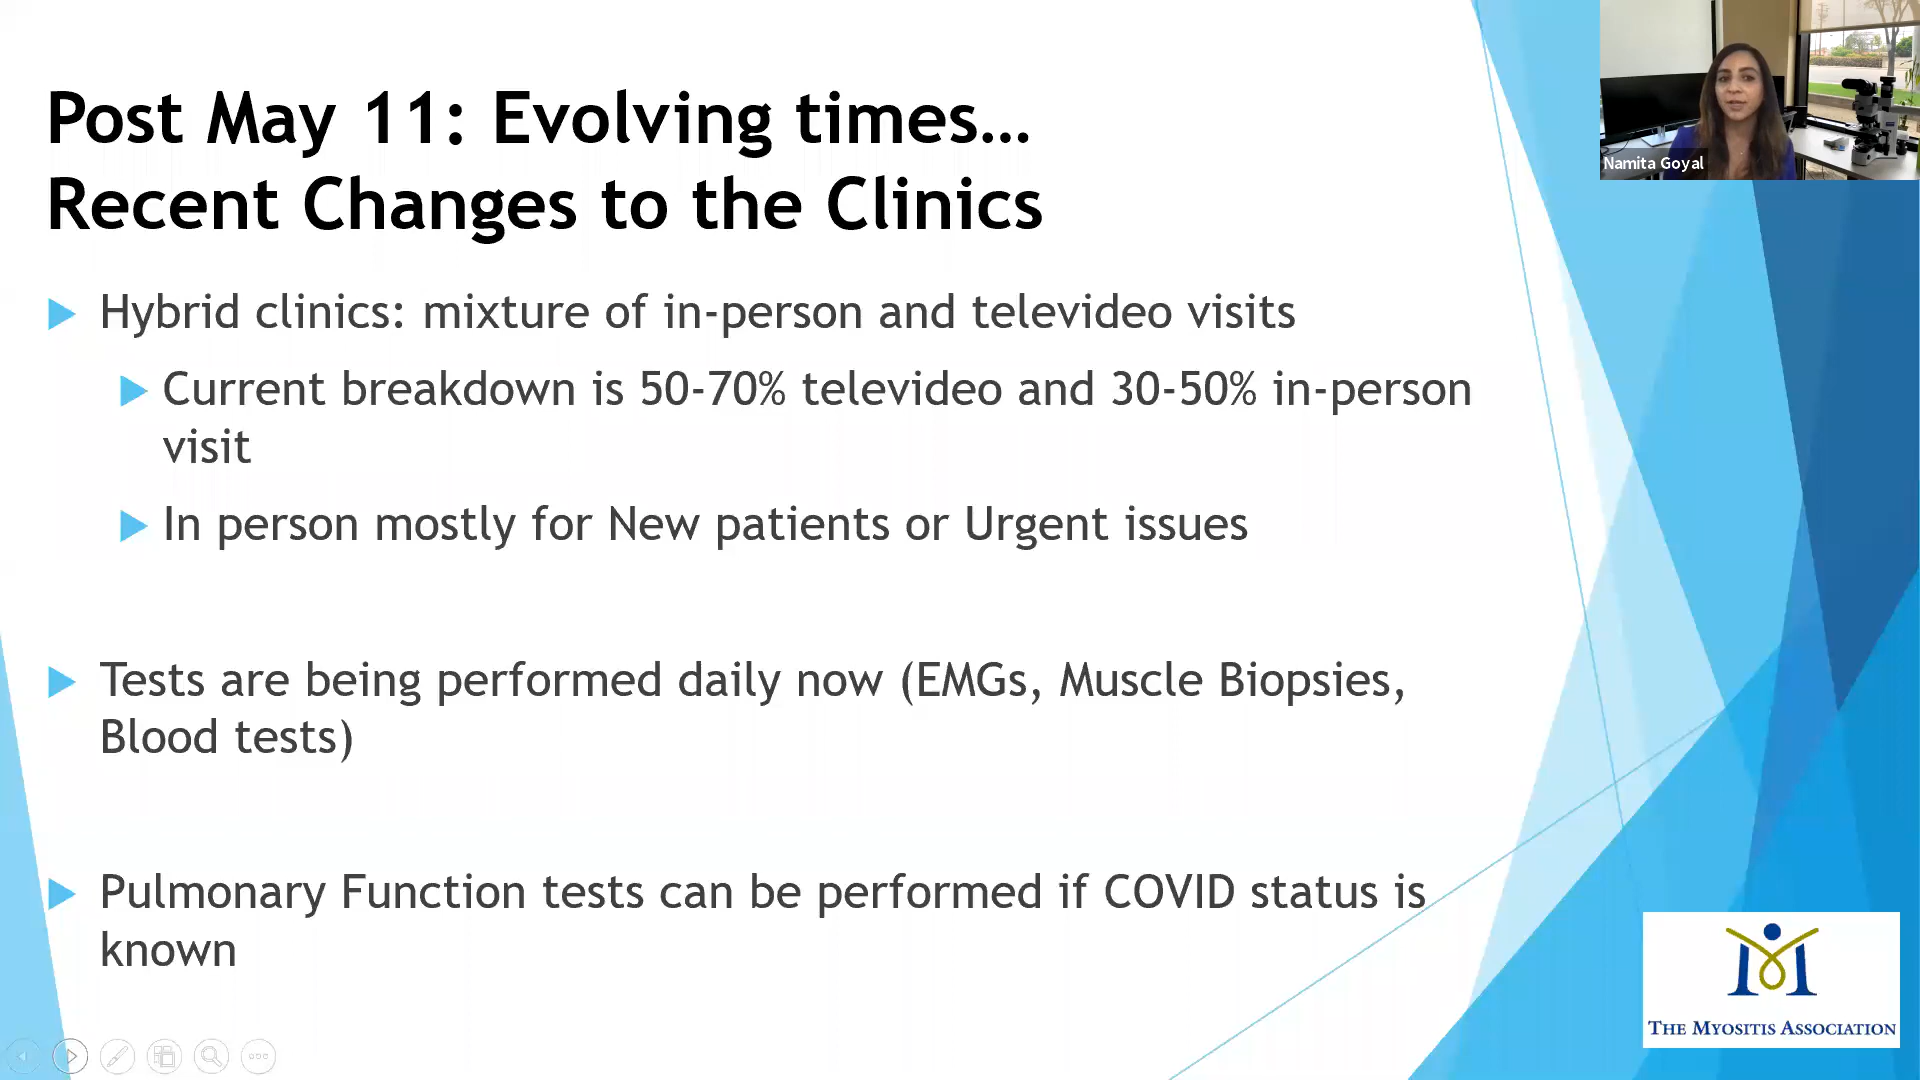 Post May 11: Evolving times…
Recent Changes to the Clinics
Namita Goyal
Hybrid clinics: mixture of in-person and televideo visits
Current breakdown is 50-70% televideo and 30-50% in-person
visit
In person mostly for New patients or Urgent issues
Tests are being performed daily now (EMGs, Muscle Biopsies,
Blood tests)
Pulmonary Function tests can be performed if COVID status is
known
THE MYOSITIS ASSOCIATION